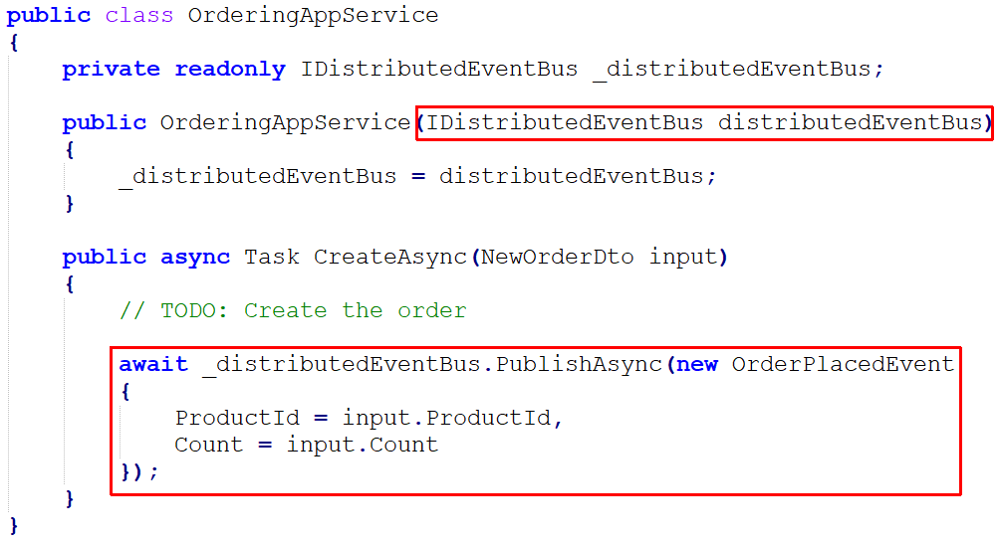 public class OrderingAppService
{
    private readonly IDistributedEventBus _distributedEventBus;
    public OrderingAppService(IDistributedEventBus distributedEventBus)
    {
        _distributedEventBus = distributedEventBus;
    }
    public async Task CreateAsync(NewOrderDto input)
    {
        // TODO: Create the order
        await _distributedEventBus.PublishAsync(new OrderPlacedEvent
        {
            ProductId = input.ProductId,
            Count = input.Count
        });
    }
}